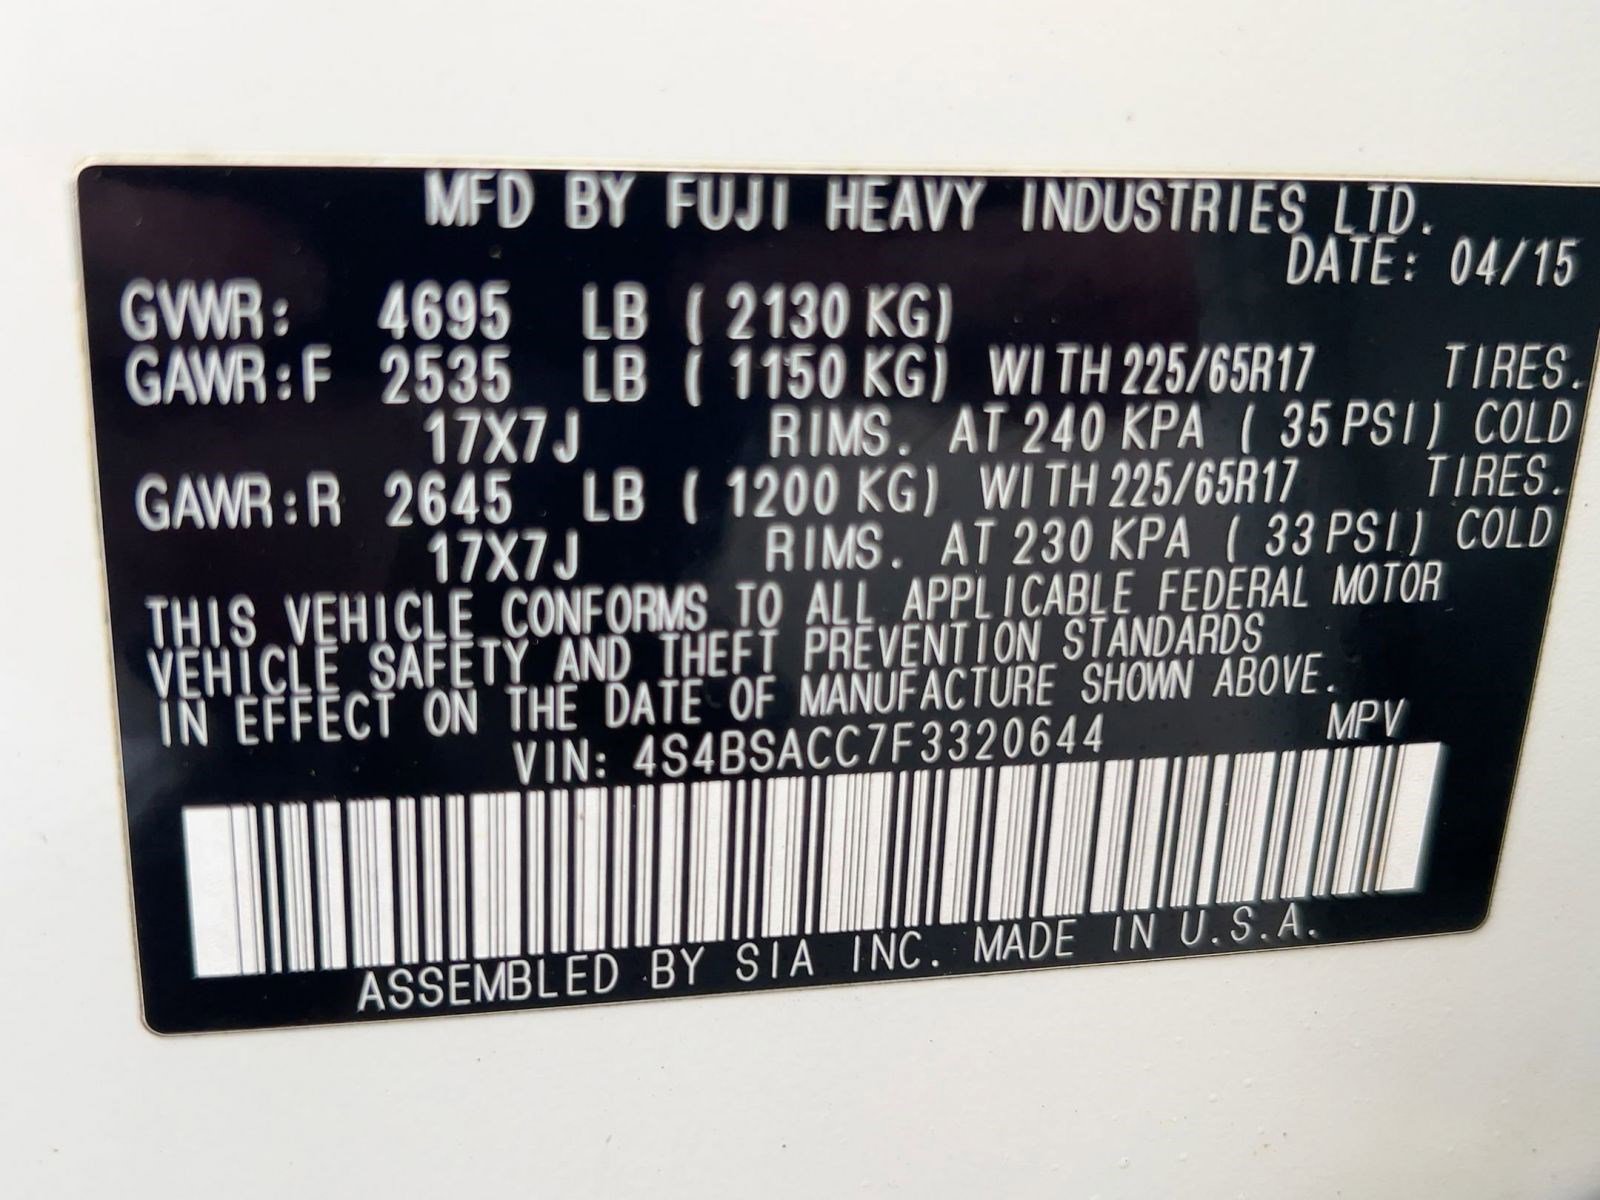 MFD BY FUJI HEAVY INDUSTRIES LTD.
DATE: 04/15
GVWR: 4695 LB ( 2130 KG)
GAWR:F 2535 LB ( 1150 KG) WITH 225/65R17 TIRES.
17X7J RIMS. AT 240 KPA ( 35 PSI) COLD
GAWR:R 2645 LB ( 1200 KG) WITH 225/65R17 TIRES.
17X7J RIMS. AT 230 KPA ( 33 PSI) COLD
THIS VEHICLE CONFORMS TO ALL APPLICABLE FEDERAL MOTOR
VEHICLE SAFETY AND THEFT PREVENTION STANDARDS
IN EFFECT ON THE DATE OF MANUFACTURE SHOWN ABOVE.
VIN: 4S4BSACC7F3320644 MPV
ASSEMBLED BY SIA INC. MADE IN U.S.A.